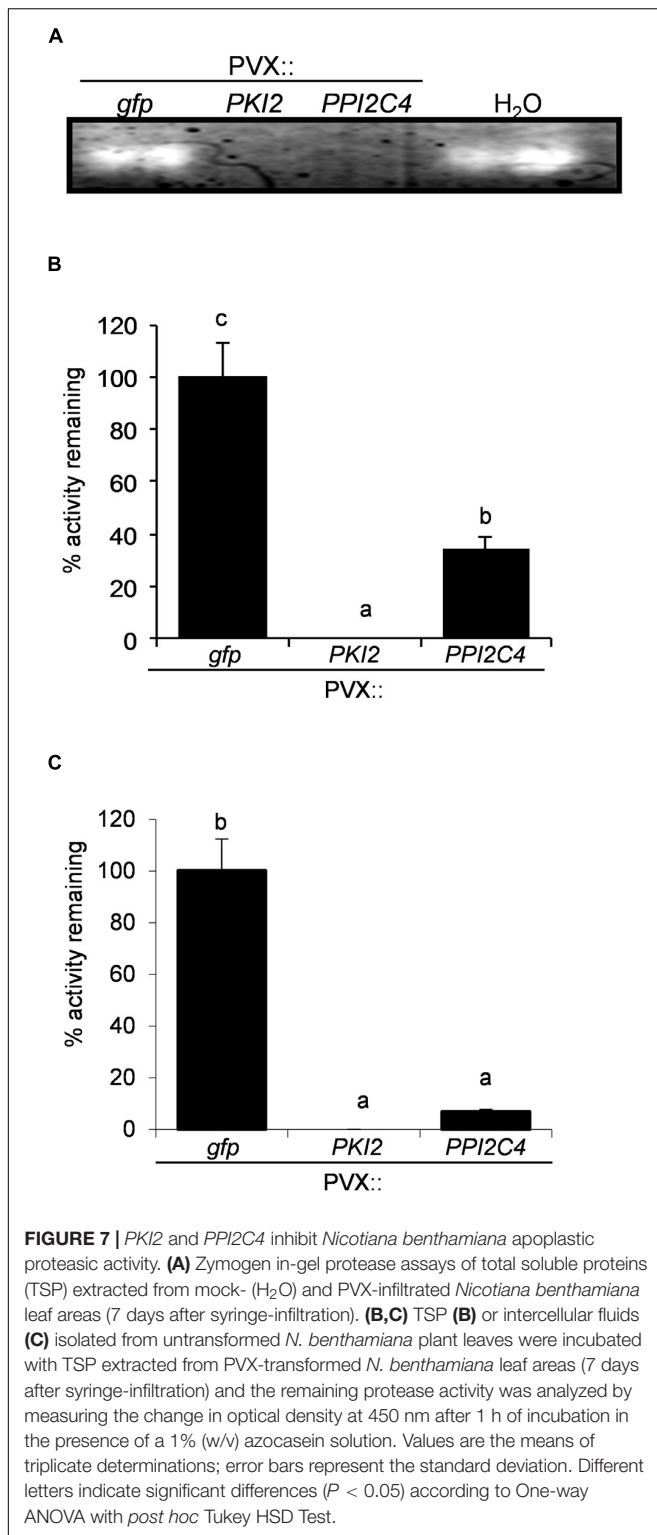 A
PVX::
gfp PKI2 PPI2C4 H₂O
B
120
100
80
60
40
20
0
% activity remaining
c
a
b
gfp PKI2 PPI2C4
PVX::
C
120
100
80
60
40
20
0
% activity remaining
b
a
a
gfp PKI2 PPI2C4
PVX::
FIGURE 7 | PKI2 and PPI2C4 inhibit Nicotiana benthamiana apoplastic
proteasic activity. (A) Zymogen in-gel protease assays of total soluble proteins
(TSP) extracted from mock- (H₂O) and PVX-infiltrated Nicotiana benthamiana
leaf areas (7 days after syringe-infiltration). (B,C) TSP (B) or intercellular fluids
(C) isolated from untransformed N. benthamiana plant leaves were incubated
with TSP extracted from PVX-transformed N. benthamiana leaf areas (7 days
after syringe-infiltration) and the remaining protease activity was analyzed by
measuring the change in optical density at 450 nm after 1 h of incubation in
the presence of a 1% (w/v) azocasein solution. Values are the means of
triplicate determinations; error bars represent the standard deviation. Different
letters indicate significant differences (P < 0.05) according to One-way
ANOVA with post hoc Tukey HSD Test.